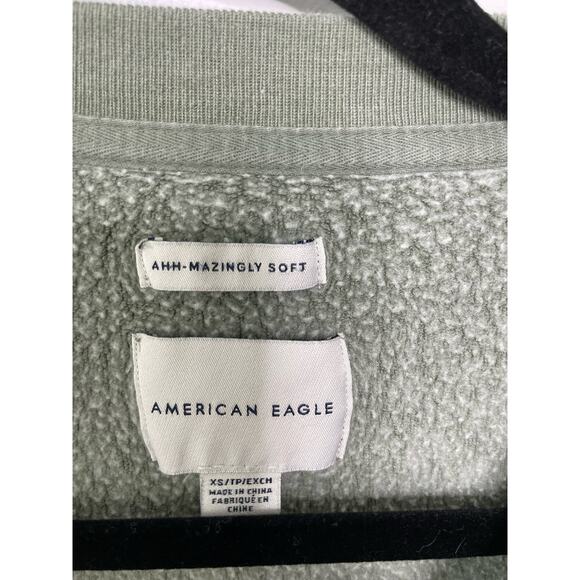 AHH-MAZINGLY SOFT
AMERICAN EAGLE
XS/TP/EXCH
MADE IN CHINA
FABRIQUÉ EN
CHINE